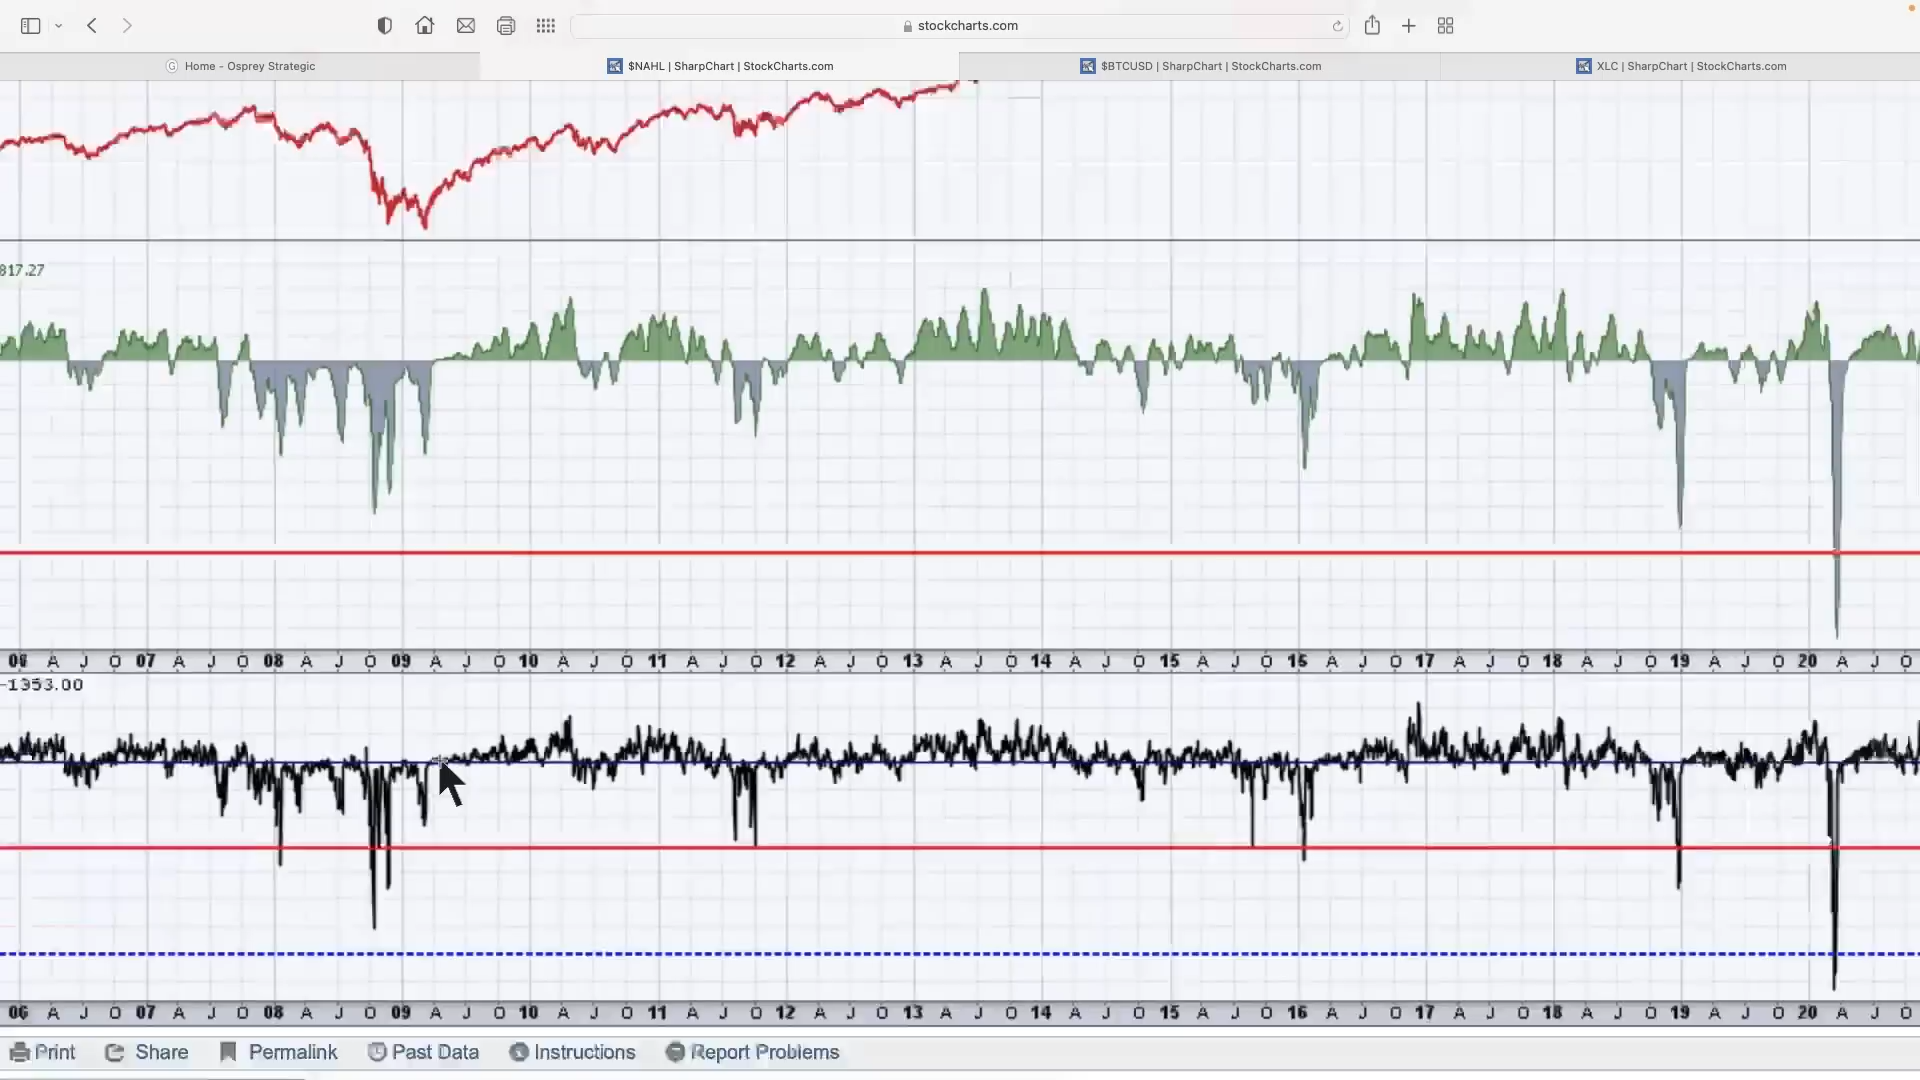 stockcharts.com
Home - Osprey Strategic
$NAHL | SharpChart | StockCharts.com
$BTCUSD | SharpChart | StockCharts.com
XLC | SharpChart | StockCharts.com
817.27
06 A J O 07 A J O 08 A J O 09 A J O 10 A J O 11 A J O 12 A J O 13 A J O 14 A J O 15 A J O 16 A J O 17 A J O 18 A J O 19 A J O 20 A J O
-1353.00
06 A J O 07 A J O 08 A J O 09 A J O 10 A J O 11 A J O 12 A J O 13 A J O 14 A J O 15 A J O 16 A J O 17 A J O 18 A J O 19 A J O 20 A J O
Print Share Permalink Past Data Instructions Report Problems